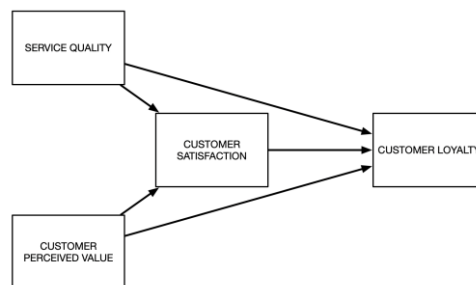 SERVICE QUALITY
CUSTOMER
SATISFACTION
CUSTOMER LOYALTY
CUSTOMER
PERCEIVED VALUE